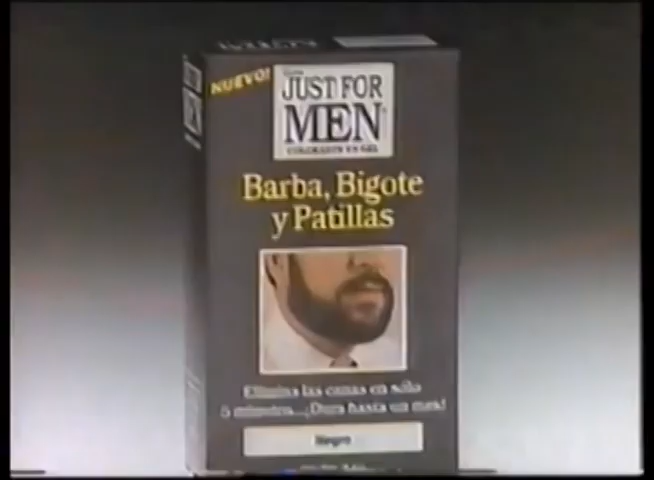 NUEVO!
JUST FOR
MEN
COLORANTE EN GEL
Barba, Bigote
y Patillas
Elimina las canas en sólo
5 minutos...¡Dura hasta un mes!
Negro